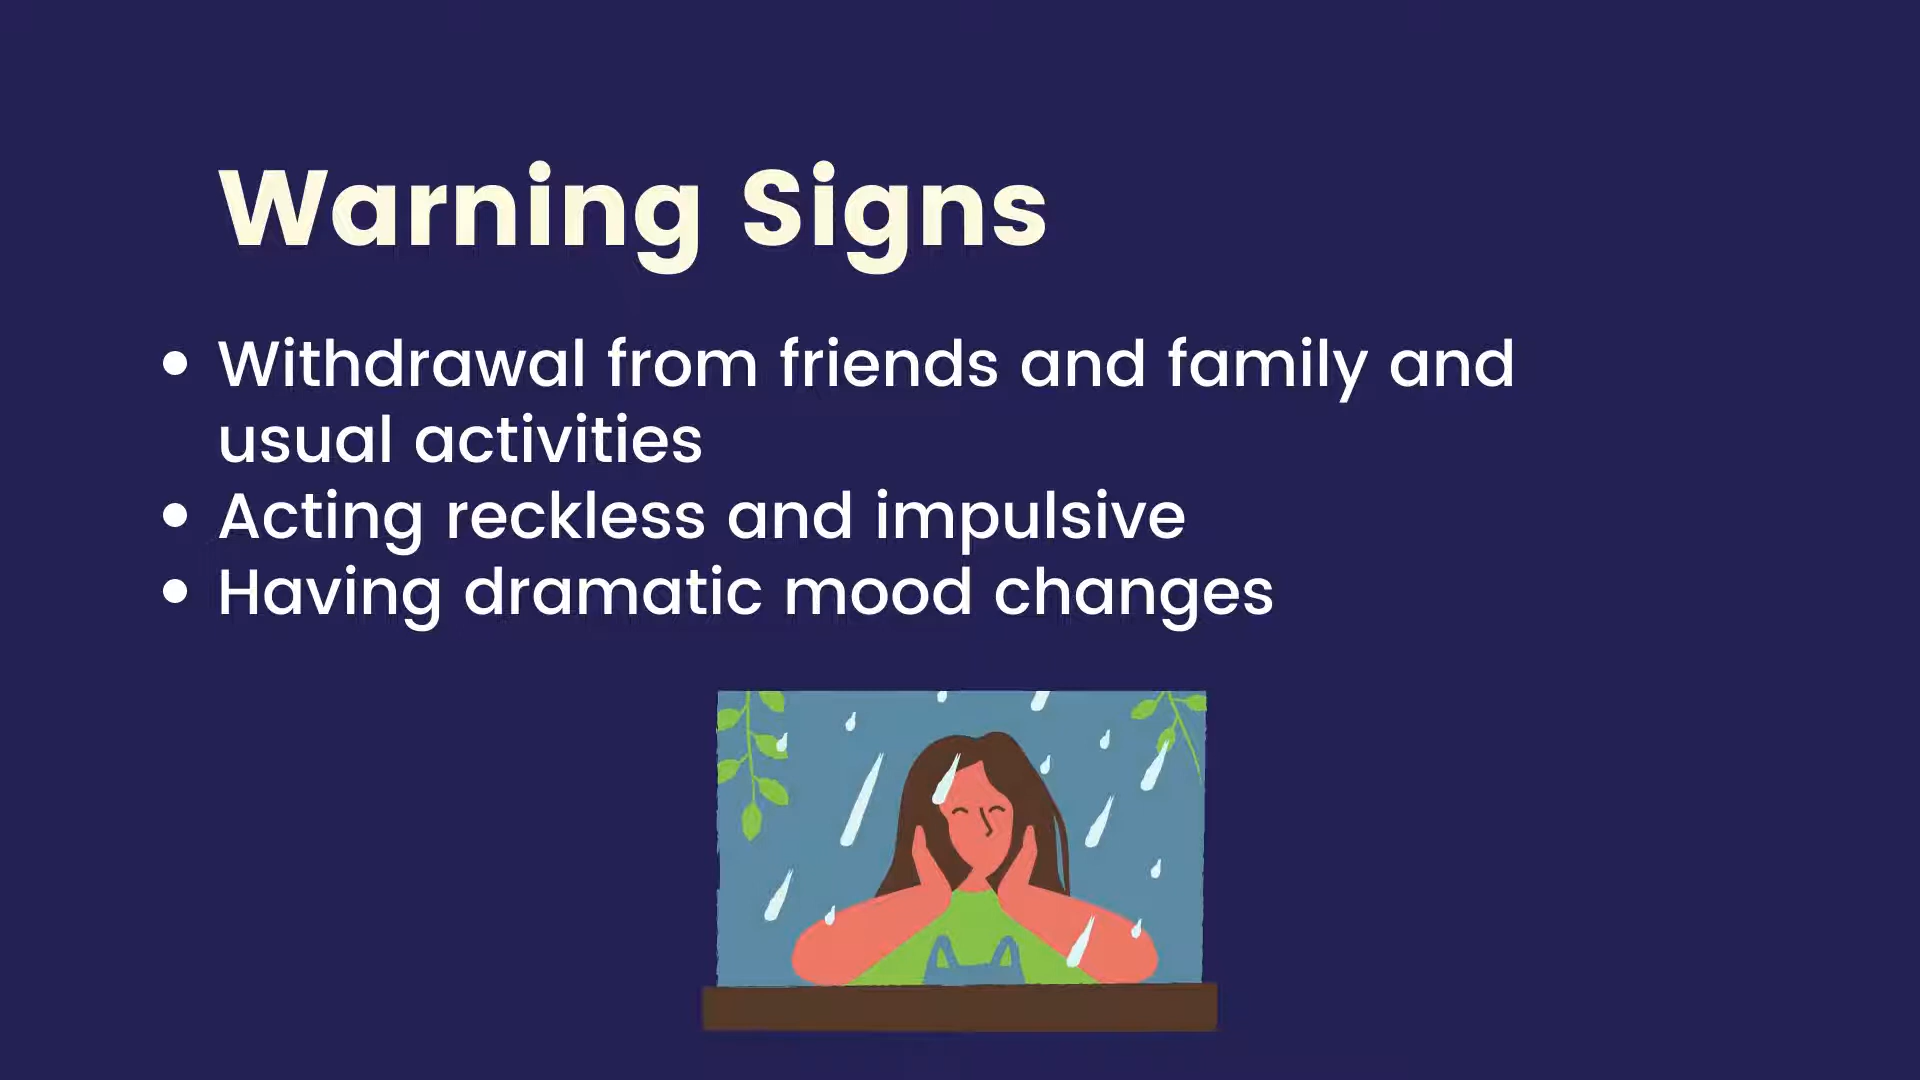 Warning Signs
• Withdrawal from friends and family and
usual activities
• Acting reckless and impulsive
• Having dramatic mood changes